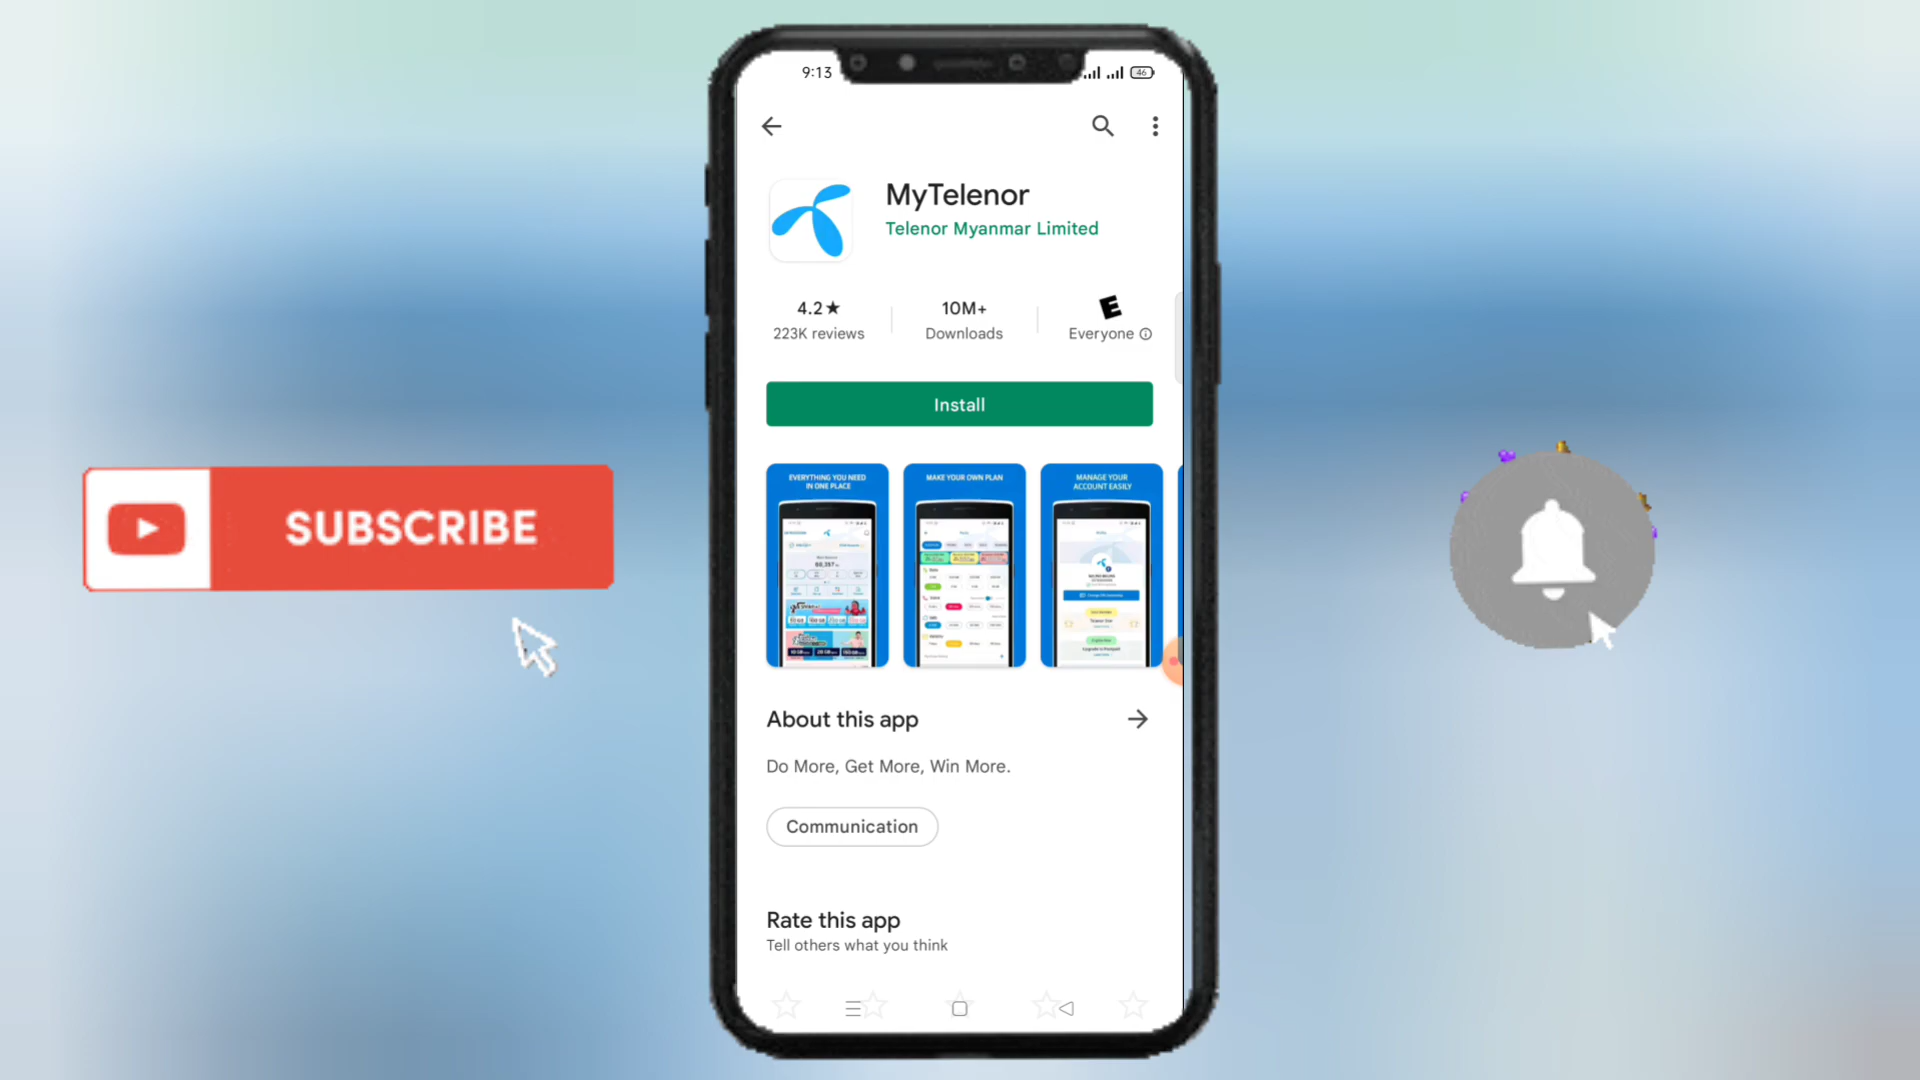 9:13
46
MyTelenor
Telenor Myanmar Limited
4.2★
223K reviews
10M+
Downloads
E
Everyone
Install
EVERYTHING YOU NEED
IN ONE PLACE
MAKE YOUR OWN PLAN
MANAGE YOUR
ACCOUNT EASILY
SUBSCRIBE
About this app
Do More, Get More, Win More.
Communication
Rate this app
Tell others what you think